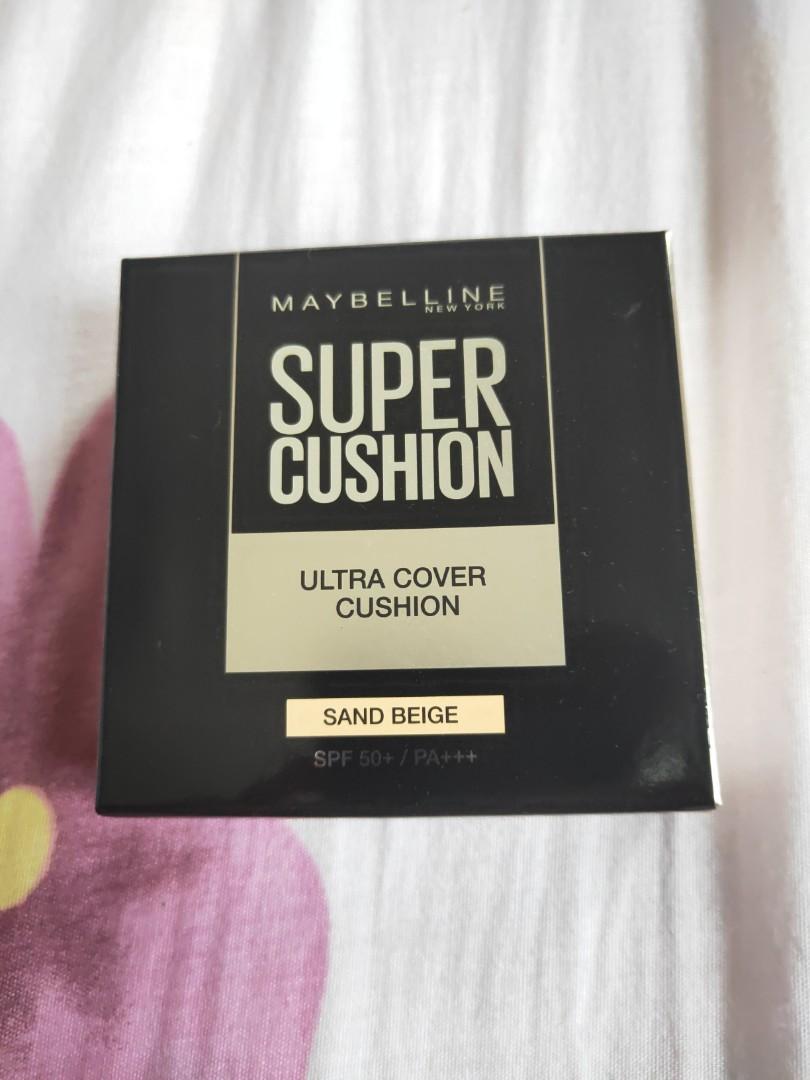 MAYBELLINE
NEW YORK
SUPER
CUSHION
ULTRA COVER
CUSHION
SAND BEIGE
SPF 50+ / PA+++